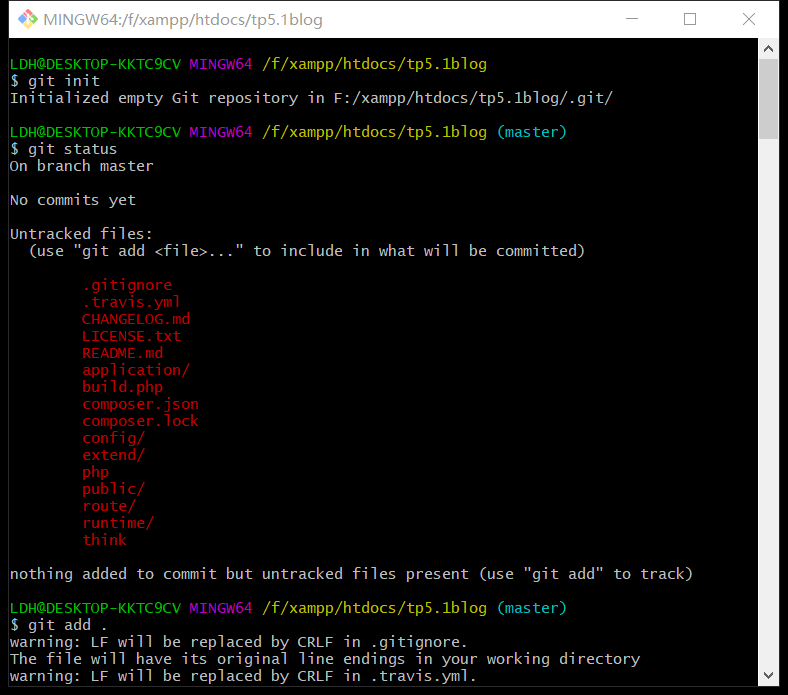 MINGW64:/f/xampp/htdocs/tp5.1blog
LDH@DESKTOP-KKTC9CV MINGW64 /f/xampp/htdocs/tp5.1blog
$ git init
Initialized empty Git repository in F:/xampp/htdocs/tp5.1blog/.git/
LDH@DESKTOP-KKTC9CV MINGW64 /f/xampp/htdocs/tp5.1blog (master)
$ git status
On branch master
No commits yet
Untracked files:
(use "git add <file>..." to include in what will be committed)
.gitignore
.travis.yml
CHANGELOG.md
LICENSE.txt
README.md
application/
build.php
composer.json
composer.lock
config/
extend/
php
public/
route/
runtime/
think
nothing added to commit but untracked files present (use "git add" to track)
LDH@DESKTOP-KKTC9CV MINGW64 /f/xampp/htdocs/tp5.1blog (master)
$ git add .
warning: LF will be replaced by CRLF in .gitignore.
The file will have its original line endings in your working directory
warning: LF will be replaced by CRLF in .travis.yml.